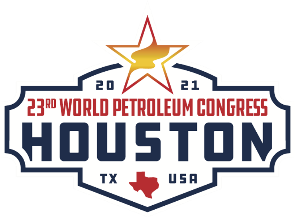 20 21
23RD WORLD PETROLEUM CONGRESS
HOUSTON
TX USA